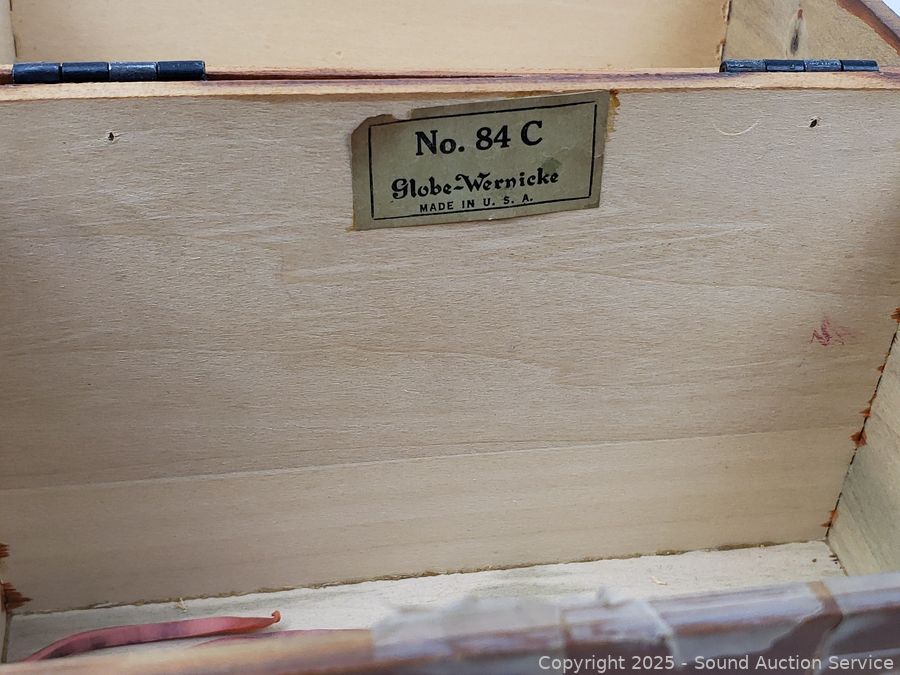 No. 84 C
Globe-Wernicke
MADE IN U. S. A.
Copyright 2025 - Sound Auction Service